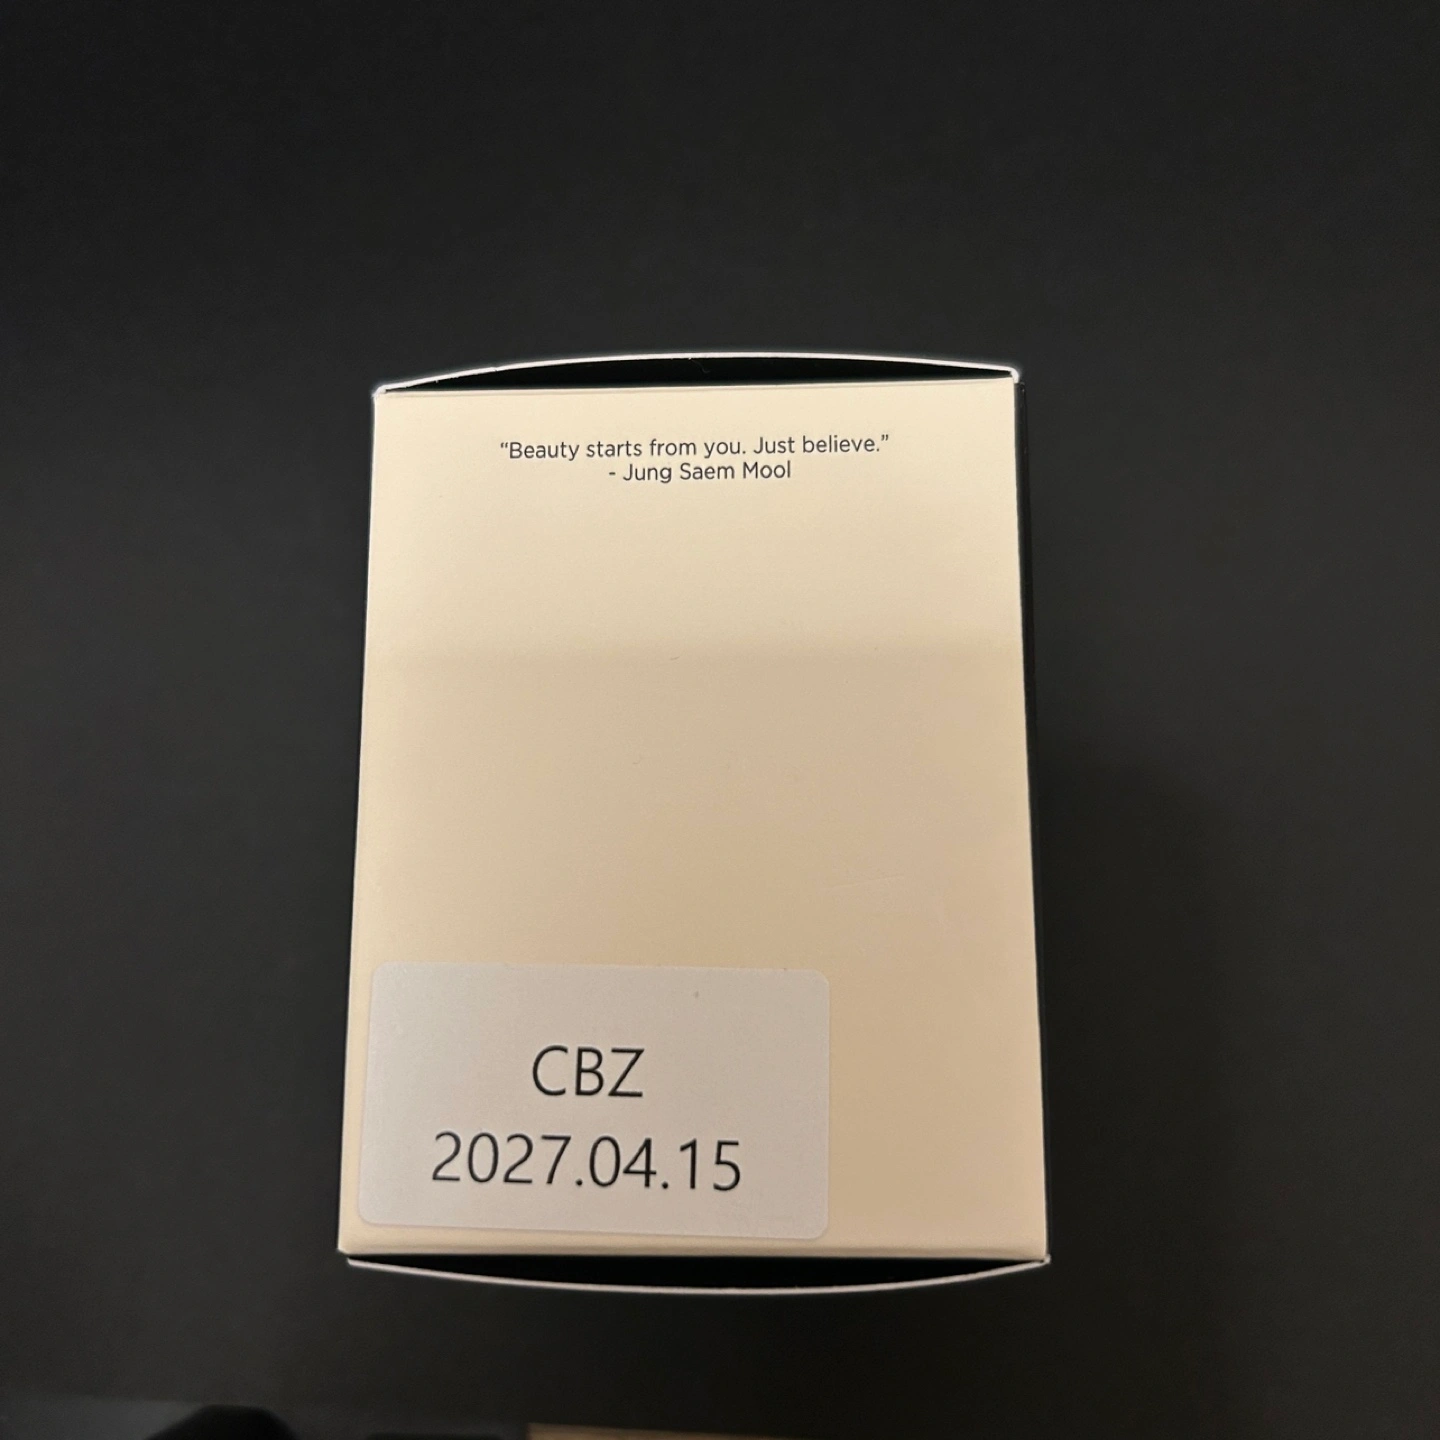 “Beauty starts from you. Just believe.”
- Jung Saem Mool
CBZ
2027.04.15